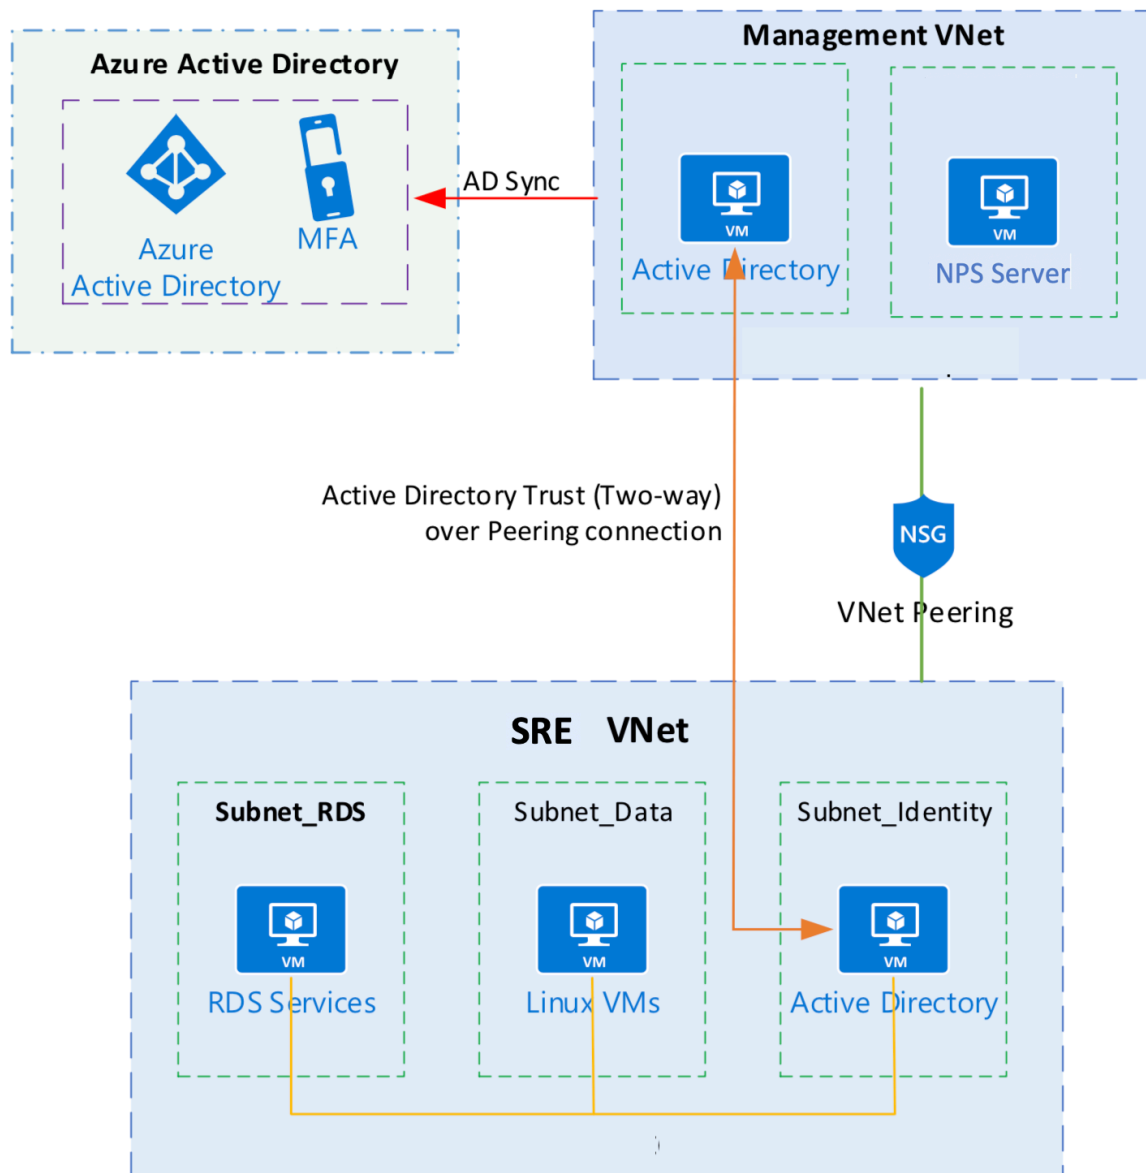 Azure Active Directory
Azure
Active Directory
MFA
AD Sync
Management VNet
VM
Active Directory
VM
NPS Server
Active Directory Trust (Two-way)
over Peering connection
NSG
VNet Peering
SRE VNet
Subnet_RDS
VM
RDS Services
Subnet_Data
VM
Linux VMs
Subnet_Identity
VM
Active Directory